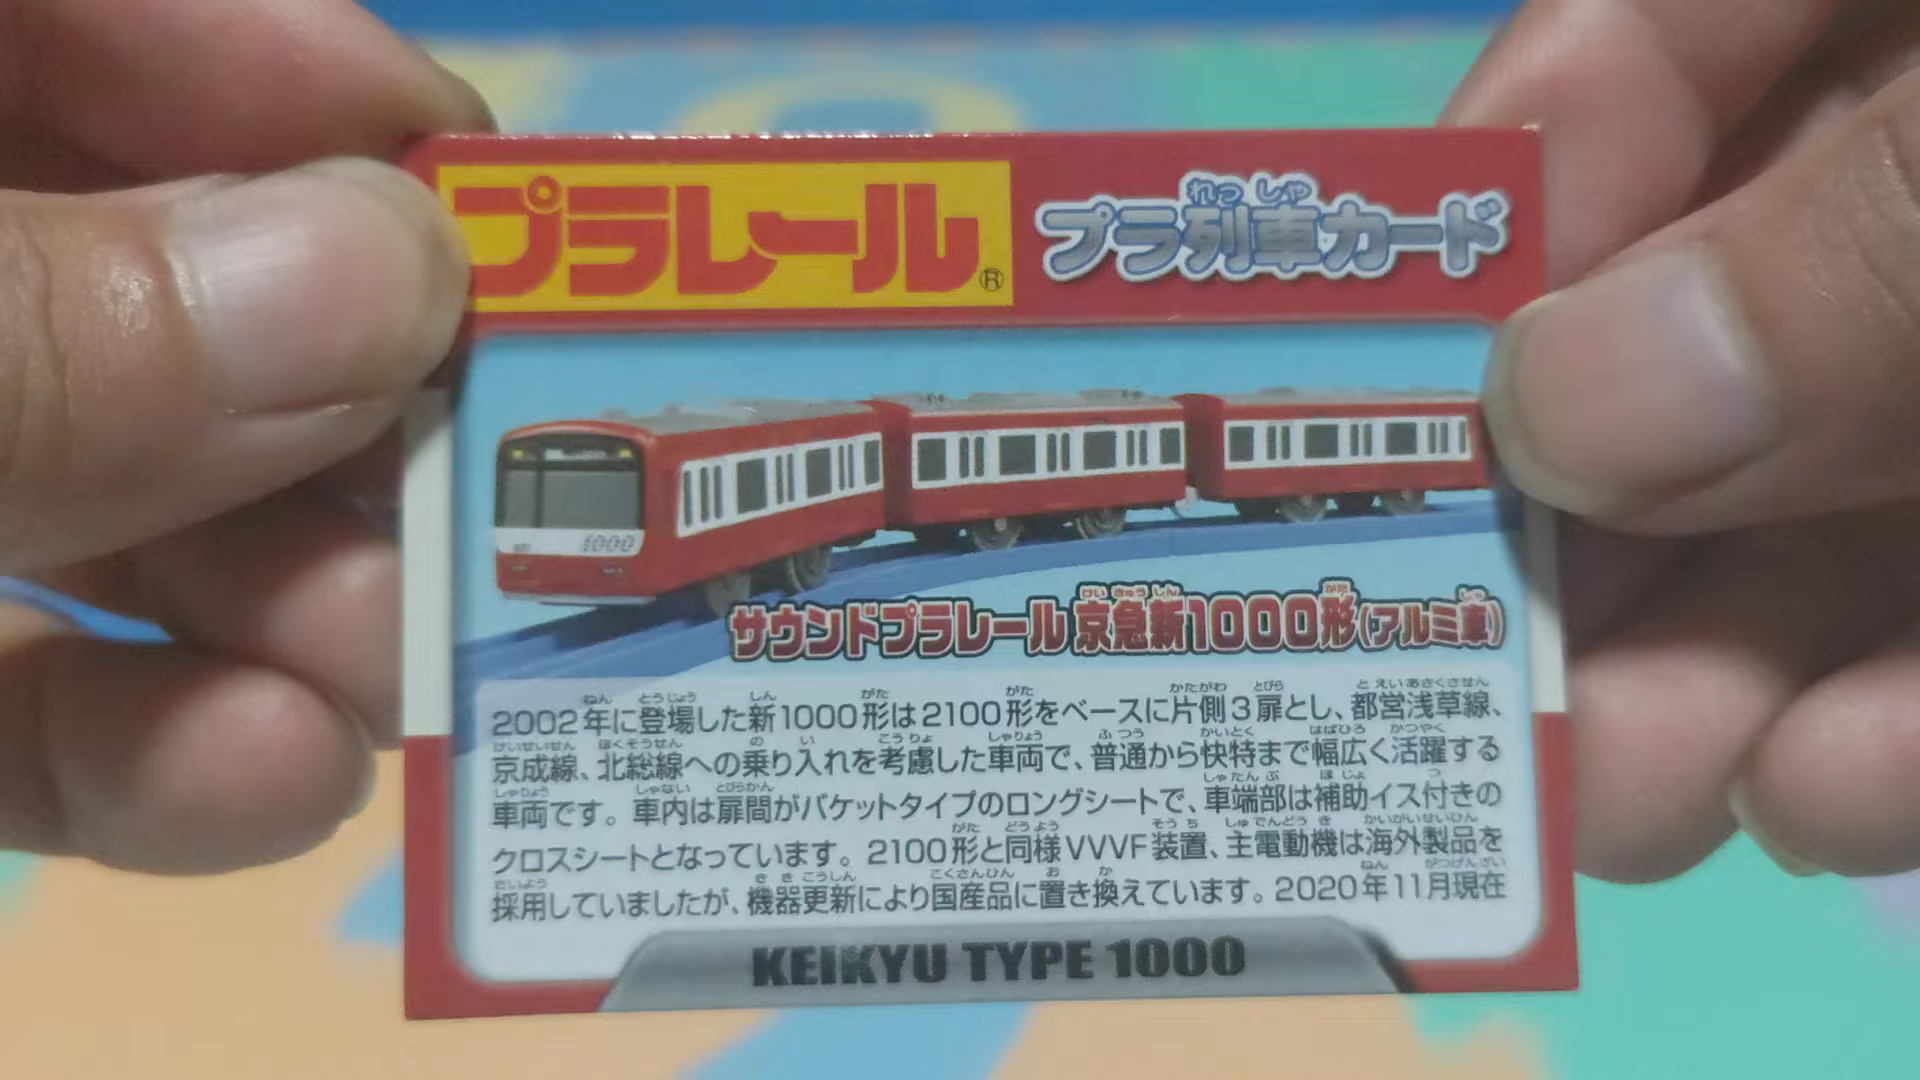 プラレール®
プラ列車カード
1000
サウンドプラレール 京急新1000形(アルミ車)
2002年に登場した新1000形は2100形をベースに片側3扉とし、都営浅草線、
京成線、北総線への乗り入れを考慮した車両で、普通から快特まで幅広く活躍する
車両です。車内は扉間がバケットタイプのロングシートで、車端部は補助イス付きの
クロスシートとなっています。2100形と同様VVVF装置、主電動機は海外製品を
採用していましたが、機器更新により国産品に置き換えています。2020年11月現在
KEIKYU TYPE 1000